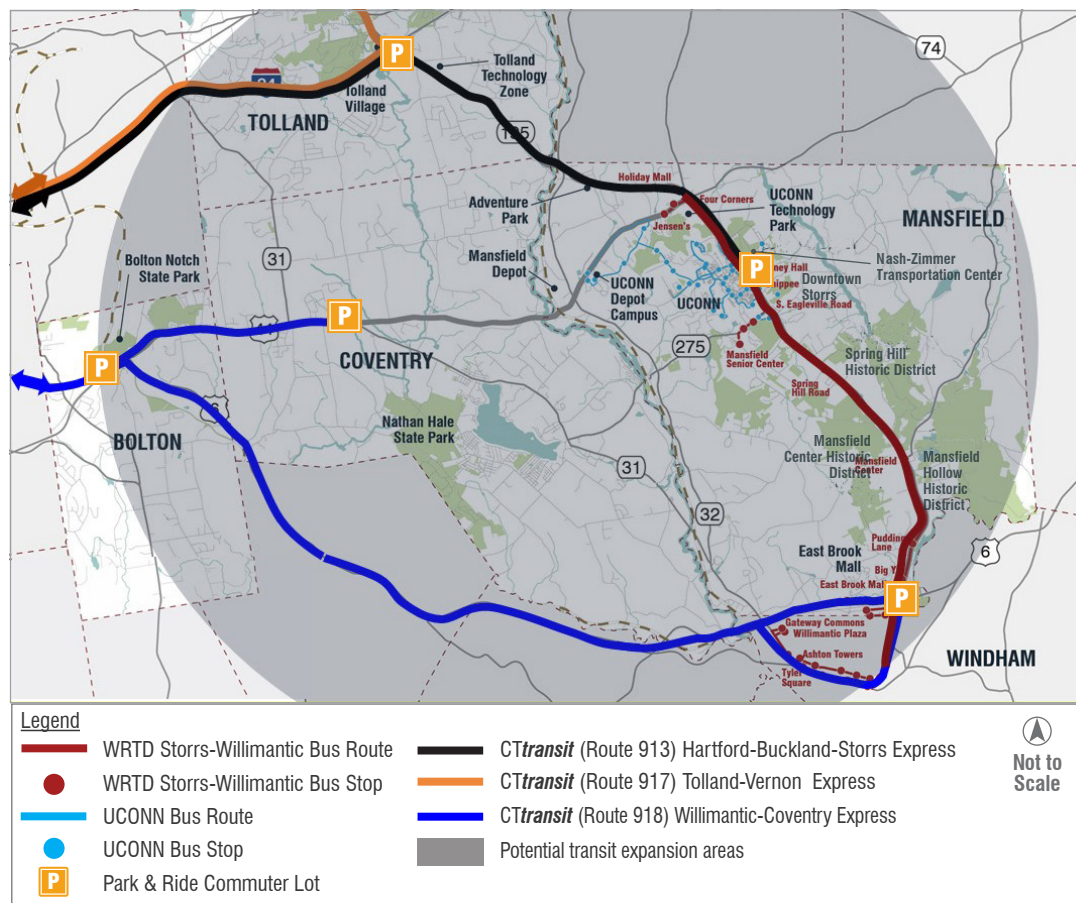 P
74
Tolland
Technology
Zone
84
Tolland
Village
TOLLAND
195
Holiday Mall
Four Corners
UCONN
Technology
Park
MANSFIELD
Adventure
Park
Jensen's
Bolton Notch
State Park
31
Mansfield
Depot
Nash-Zimmer
Transportation Center
P
Downtown
Storrs
UCONN
Depot
Campus
UCONN
S. Eagleville Road
P
44
275
COVENTRY
Mansfield
Senior Center
Spring Hill
Historic District
P
Spring
Hill Road
6
BOLTON
Nathan Hale
State Park
Mansfield
Center Historic
District
Mansfield
Center
Mansfield
Hollow
Historic
District
31
32
East Brook
Mall
Lane
6
Big Y
East Brook
P
Gateway Commons
Willimantic Plaza
Ashton Towers
Tyler
Square
WINDHAM
Legend
WRTD Storrs-Willimantic Bus Route
WRTD Storrs-Willimantic Bus Stop
UCONN Bus Route
UCONN Bus Stop
P Park & Ride Commuter Lot
CTtransit (Route 913) Hartford-Buckland-Storrs Express
CTtransit (Route 917) Tolland-Vernon Express
CTtransit (Route 918) Willimantic-Coventry Express
Potential transit expansion areas
Not to
Scale